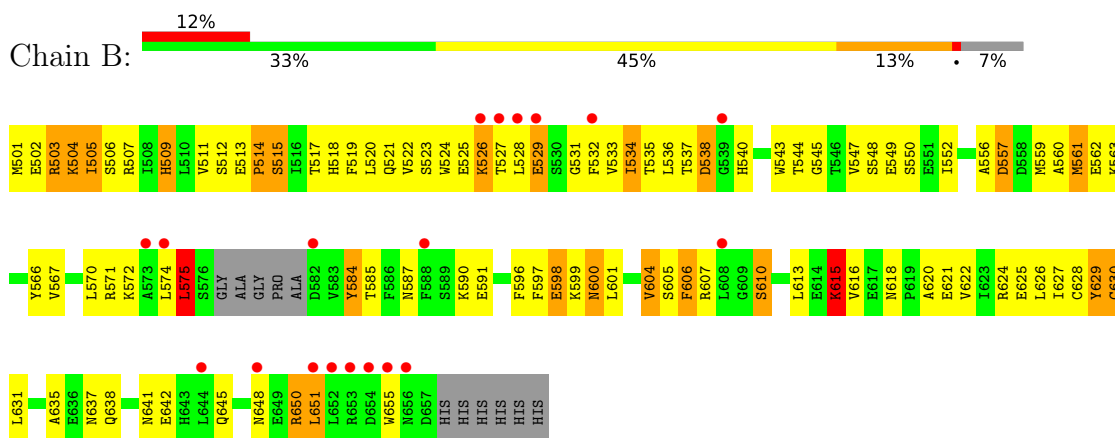 12%
Chain B:
33% 45% 13% • 7%
M501 E502 R503 K504 I505 S506 R507 I508 H509 L510 V511 S512 E513 P514 S515 I516 T517 H518 F519 L520 Q521 V522 S523 W524 E525 K526 T527 L528 E529 S530 G531 F532 V533 I534 T535 L536 T537 D538 G539 H540 W543 T544 G545 T546 V547 S548 E549 S550 E551 I552 A556 D557 D558 M559 A560 M561 E562 K563
Y566 V567 L570 R571 K572 A573 L574 L575 S576 GLY ALA GLY PRO ALA D582 V583 Y584 T585 F586 N587 F588 S589 K590 E591 F596 F597 E598 K599 N600 L601 V604 S605 F606 R607 L608 G609 S610 L613 E614 K615 V616 E617 N618 P619 A620 E621 V622 I623 R624 E625 L626 I627 C628 Y629
L631 A635 E636 N637 Q638 N641 E642 H643 L644 Q645 N648 E649 R650 L651 L652 R653 D654 W655 N656 D657 HIS HIS HIS HIS HIS